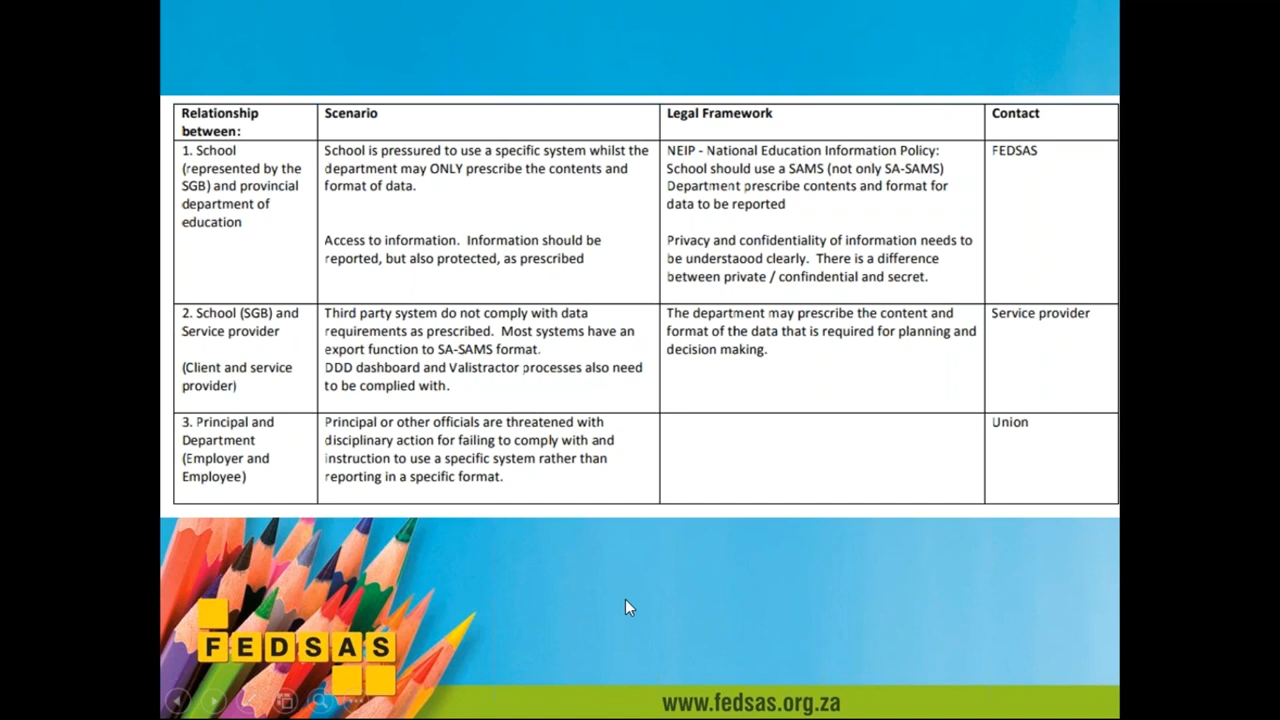 Relationship between:
Scenario
Legal Framework
Contact
1. School
(represented by the
SGB) and provincial
department of
education
School is pressured to use a specific system whilst the
department may ONLY prescribe the contents and
format of data.
Access to information. Information should be
reported, but also protected, as prescribed
NEIP - National Education Information Policy:
School should use a SAMS (not only SA-SAMS)
Department prescribe contents and format for
data to be reported
Privacy and confidentiality of information needs to
be understaood clearly. There is a difference
between private / confindential and secret.
FEDSAS
2. School (SGB) and
Service provider
(Client and service
provider)
Third party system do not comply with data
requirements as prescribed. Most systems have an
export function to SA-SAMS format.
DDD dashboard and Valistractor processes also need
to be complied with.
The department may prescribe the content and
format of the data that is required for planning and
decision making.
Service provider
3. Principal and
Department
(Employer and
Employee)
Principal or other officials are threatened with
disciplinary action for failing to comply with and
instruction to use a specific system rather than
reporting in a specific format.
Union
FEDSAS
www.fedsas.org.za